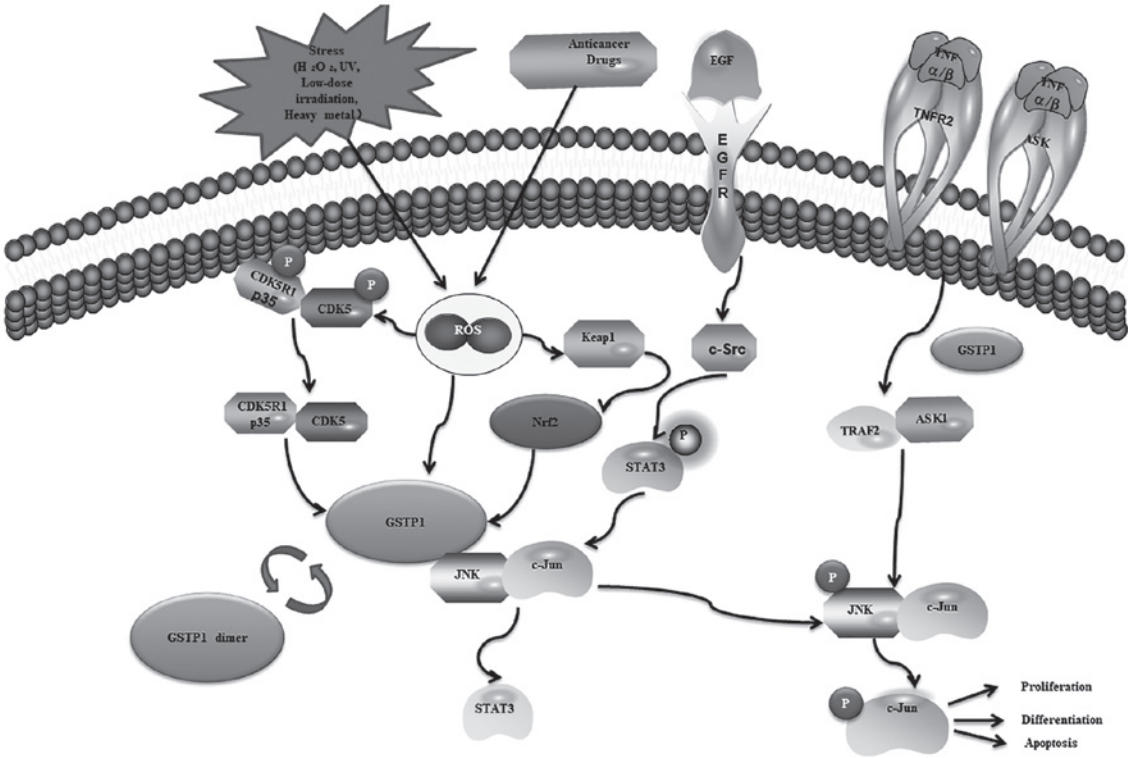 Stress
(H ₂O ₂, UV,
Low-dose
irradiation,
Heavy metal)
Anticancer
Drugs
EGF
EGFR
TNF
α/β
TNFR2
TNF
α/β
ASK
P
CDK5R1
p35
P
CDK5
ROS
Keap1
c-Src
GSTP1
CDK5R1
p35
CDK5
Nrf2
P
STAT3
TRAF2
ASK1
GSTP1
JNK
c-Jun
P
JNK
c-Jun
GSTP1 dimer
STAT3
P
c-Jun
Proliferation
Differentiation
Apoptosis